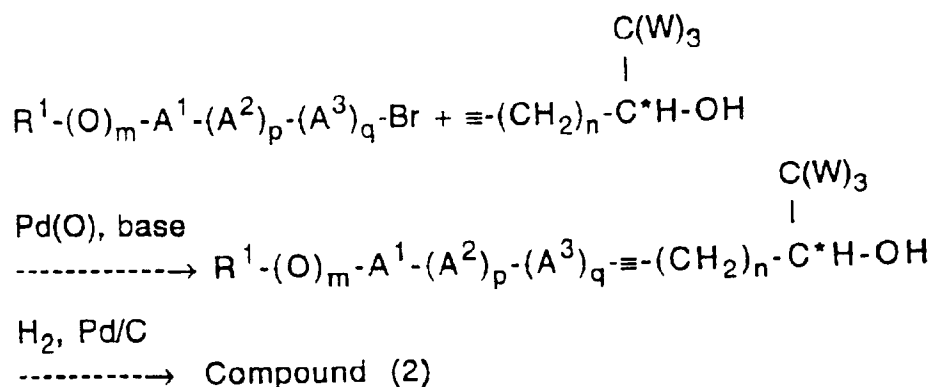 C(W)₃
|
R¹-(O)ₘ-A¹-(A²)ₚ-(A³)q-Br + ≡-(CH₂)ₙ-C*H-OH
C(W)₃
Pd(O), base |
-----------→ R¹-(O)ₘ-A¹-(A²)ₚ-(A³)q-≡-(CH₂)ₙ-C*H-OH
H₂, Pd/C
-----------→ Compound (2)